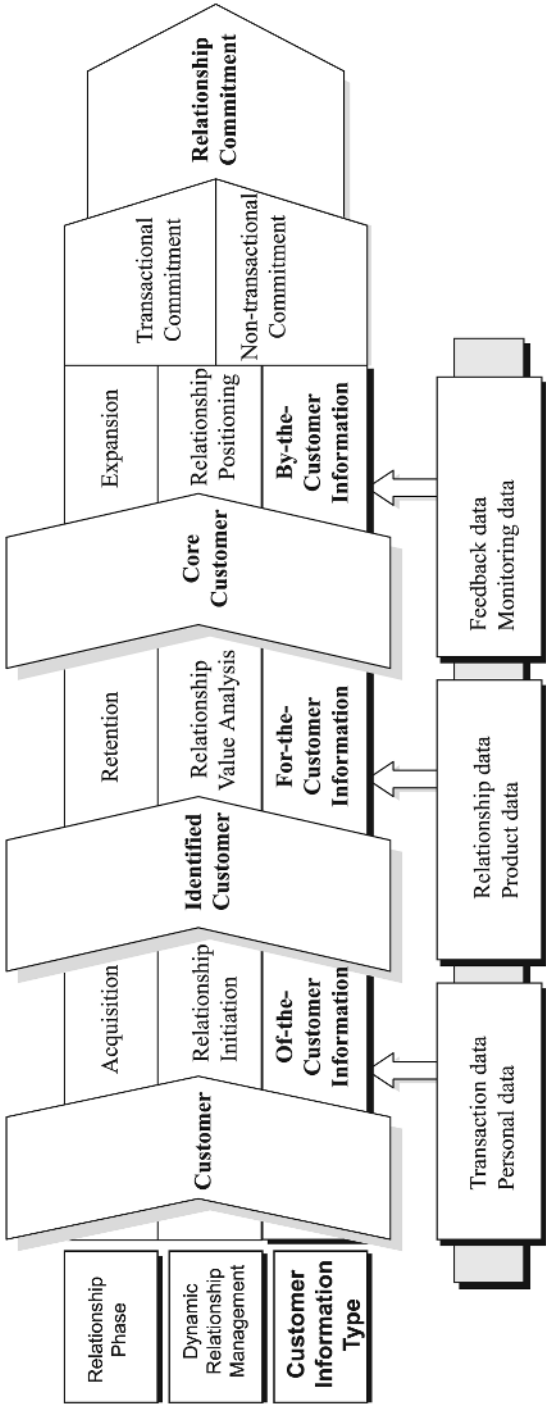 Relationship
Phase
Dynamic
Relationship
Management
Customer
Information
Type
Customer
Acquisition
Relationship
Initiation
Of-the-
Customer
Information
Identified
Customer
Retention
Relationship
Value Analysis
For-the-
Customer
Information
Core
Customer
Expansion
Relationship
Positioning
By-the-
Customer
Information
Transactional
Commitment
Non-transactional
Commitment
Relationship
Commitment
Transaction data
Personal data
Relationship data
Product data
Feedback data
Monitoring data